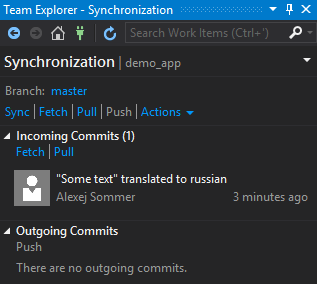 Team Explorer - Synchronization
Search Work Items (Ctrl+')
Synchronization | demo_app
Branch: master
Sync | Fetch | Pull | Push | Actions
Incoming Commits (1)
Fetch | Pull
"Some text" translated to russian
Alexej Sommer 3 minutes ago
Outgoing Commits
Push
There are no outgoing commits.